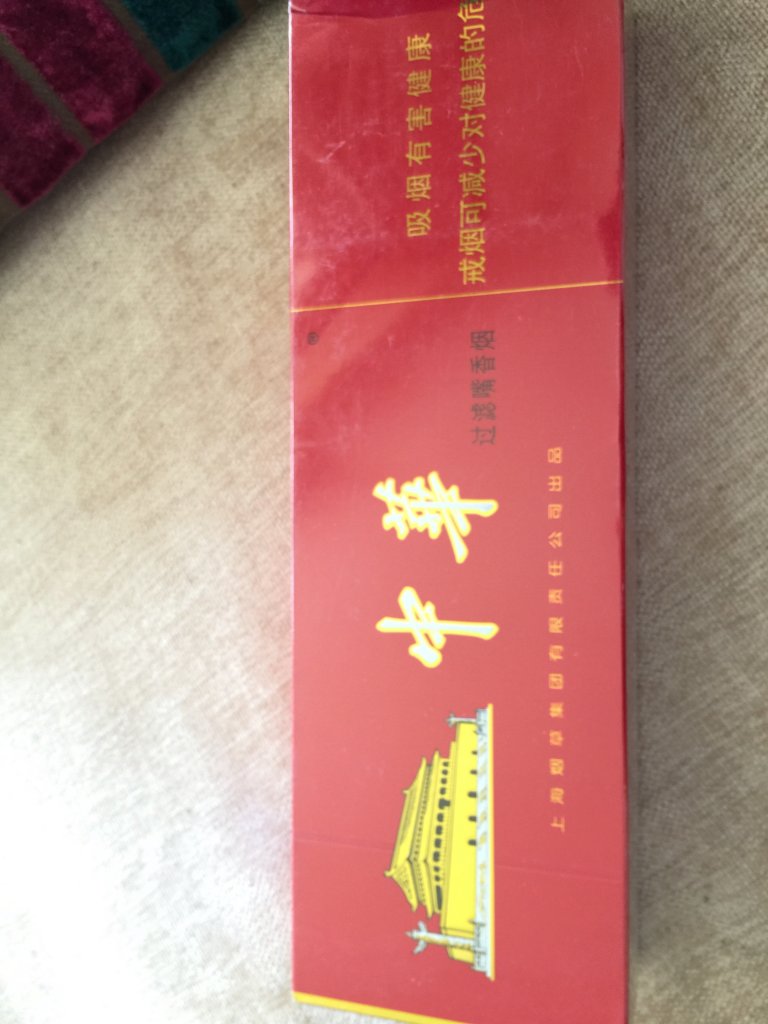 吸烟有害健康
戒烟可减少对健康的危
®
过滤嘴香烟
中華
上海烟草集团有限责任公司出品